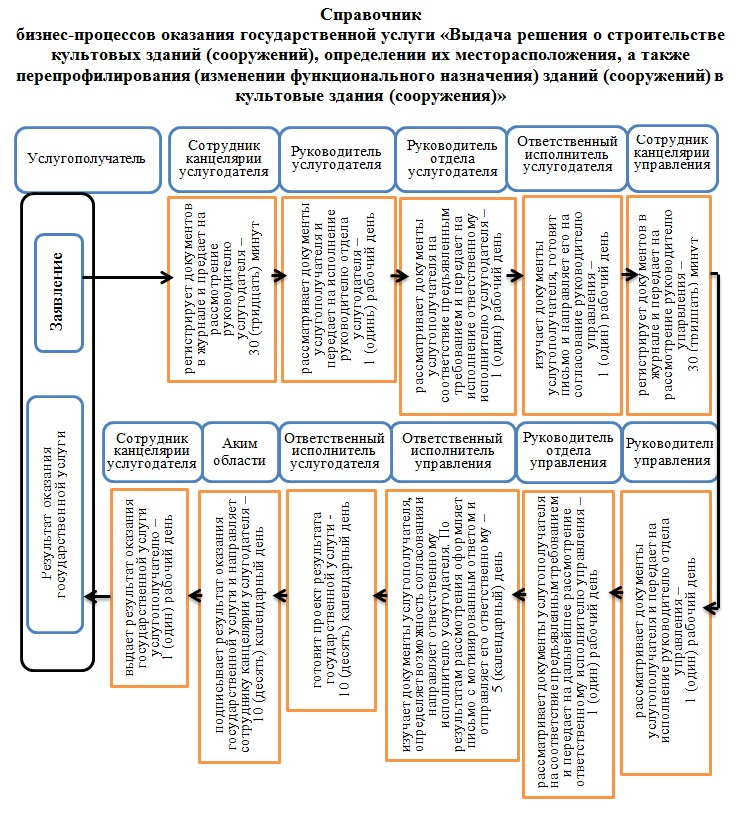 Справочник
бизнес-процессов оказания государственной услуги «Выдача решения о строительстве
культовых зданий (сооружений), определении их месторасположения, а также
перепрофилирования (изменении функционального назначения) зданий (сооружений) в
культовые здания (сооружения)»
Услугополучатель
Сотрудник
канцелярии
услугодателя
Руководитель
услугодателя
Руководитель
отдела
услугодателя
Ответственный
исполнитель
услугодателя
Сотрудник
канцелярии
управления
Заявление
регистрирует документов
в журнале и предает на
рассмотрение
руководителю
услугодателя –
30 (тридцать) минут
рассматривает документы
услугополучателя и
передает на исполнение
руководителю отдела
услугодателя –
1 (одинь) рабочий день
рассматривает документы
услугополучателя на
соответствие предъявленным
требованием и передает на
исполнение ответственному
исполнителю услугодателя –
1 (один) рабочий день
изучает документы
услугополучателя, готовит
письмо и направляет его на
согласование руководителю
управления –
1 (один) рабочий день
регистрирует документов в
журнале и передает на
рассмотрение руководителю
упарвления –
30 (тридцать) минут
Результат оказания
государственной услуги
Сотрудник
канцелярии
услугодателя
Аким
области
Ответственный
исполнитель
услугодателя
Ответственный
исполнитель
управления
Руководитель
отдела
управления
Руководитель
управления
выдает результат оказания
государственной услуги
услугополучателю –
1 (один) рабочий день
подписывает результат оказания
государственной услуги и направляет
сотруднику канцелярии услугодателя –
10 (десять) календарный день
готовит проект результата
государственной услуги -
10 (десять) календарный день
изучает документы услугополучателя,
определяет возможность согласования и
направляет ответственному
исполнителю услугодателя. По
результатам рассмотрения оформляет
письмо с мотивированным ответом и
отправляет его ответственному –
5 (календарный) день
рассматривает документы услугополучателя
на соответствие предъявленным требованием
и передает на дальнейшее рассмотрение
ответственному исполнителю управления –
1 (один) рабочий день
рассматривает документы
услугополучателя и передает на
исполнение руководителю отдела
управления –
1 (один) рабочий день